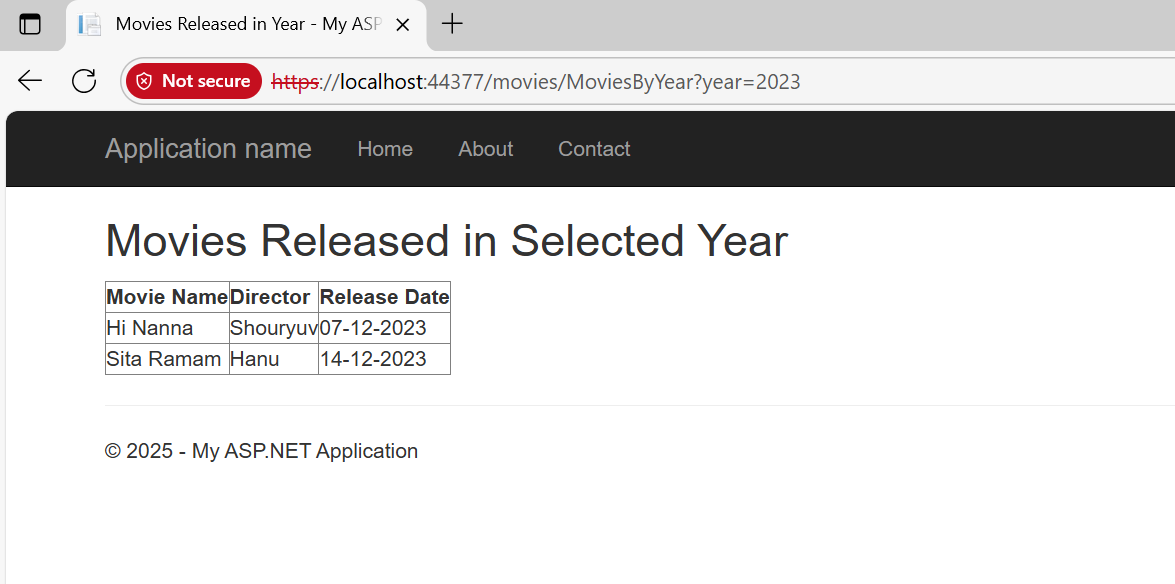 Movies Released in Year - My ASP
Not secure https://localhost:44377/movies/MoviesByYear?year=2023
Application name Home About Contact
Movies Released in Selected Year
Movie Name Director Release Date
Hi Nanna Shouryuv 07-12-2023
Sita Ramam Hanu 14-12-2023
© 2025 - My ASP.NET Application